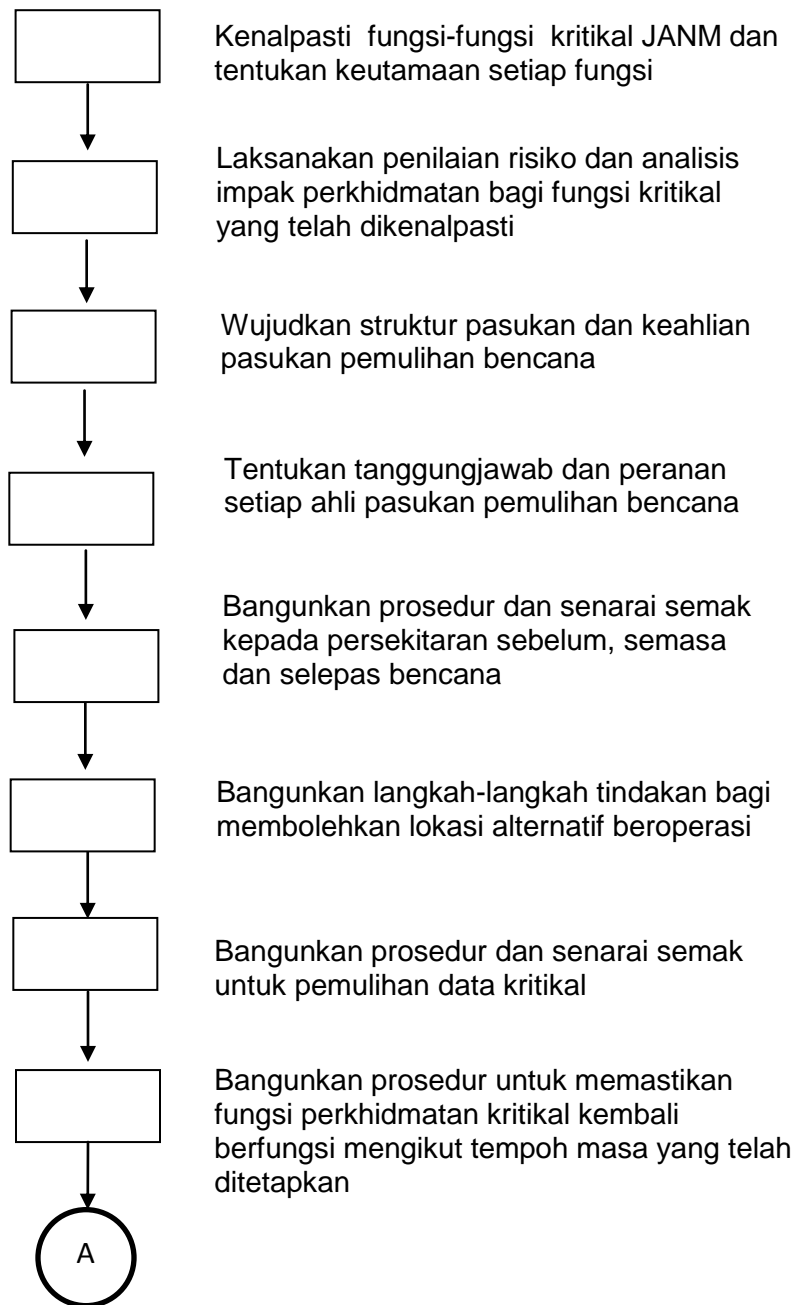 Kenalpasti fungsi-fungsi kritikal JANM dan
tentukan keutamaan setiap fungsi
Laksanakan penilaian risiko dan analisis
impak perkhidmatan bagi fungsi kritikal
yang telah dikenalpasti
Wujudkan struktur pasukan dan keahlian
pasukan pemulihan bencana
Tentukan tanggungjawab dan peranan
setiap ahli pasukan pemulihan bencana
Bangunkan prosedur dan senarai semak
kepada persekitaran sebelum, semasa
dan selepas bencana
Bangunkan langkah-langkah tindakan bagi
membolehkan lokasi alternatif beroperasi
Bangunkan prosedur dan senarai semak
untuk pemulihan data kritikal
Bangunkan prosedur untuk memastikan
fungsi perkhidmatan kritikal kembali
berfungsi mengikut tempoh masa yang telah
ditetapkan
A